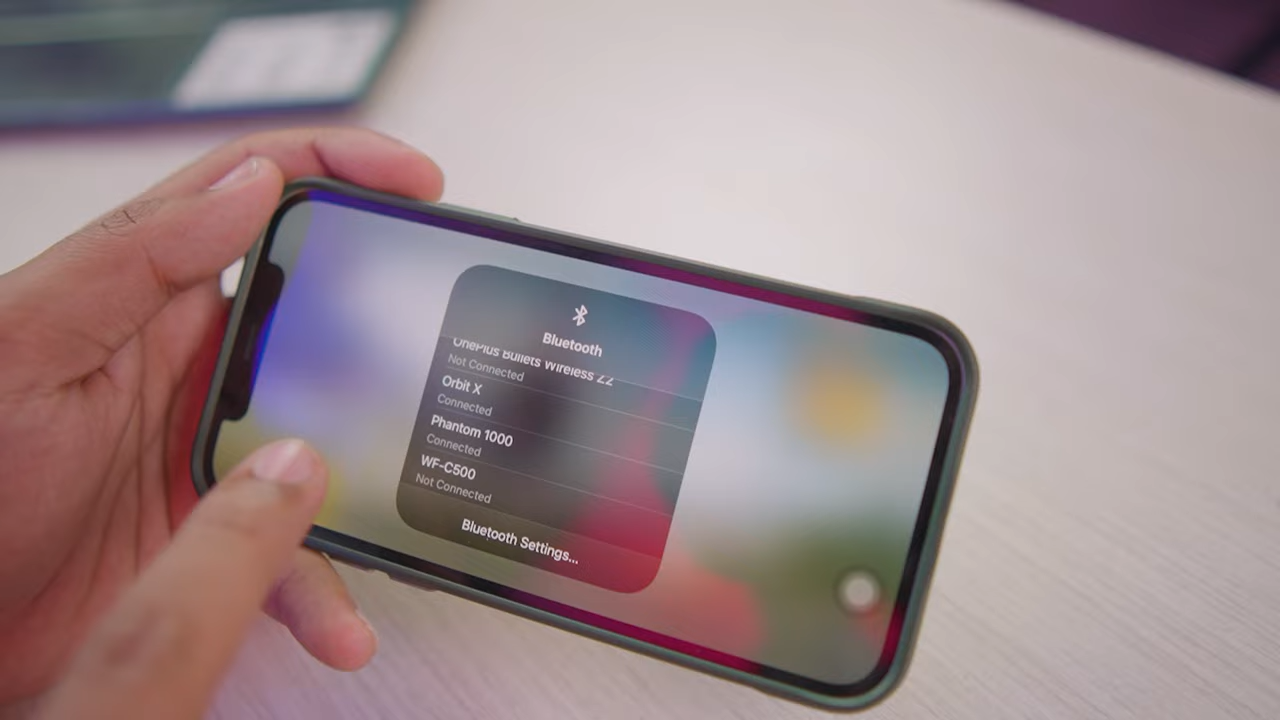 Bluetooth
OnePlus Bullets Wireless Z2
Not Connected
Orbit X
Connected
Phantom 1000
Connected
WF-C500
Not Connected
Bluetooth Settings...